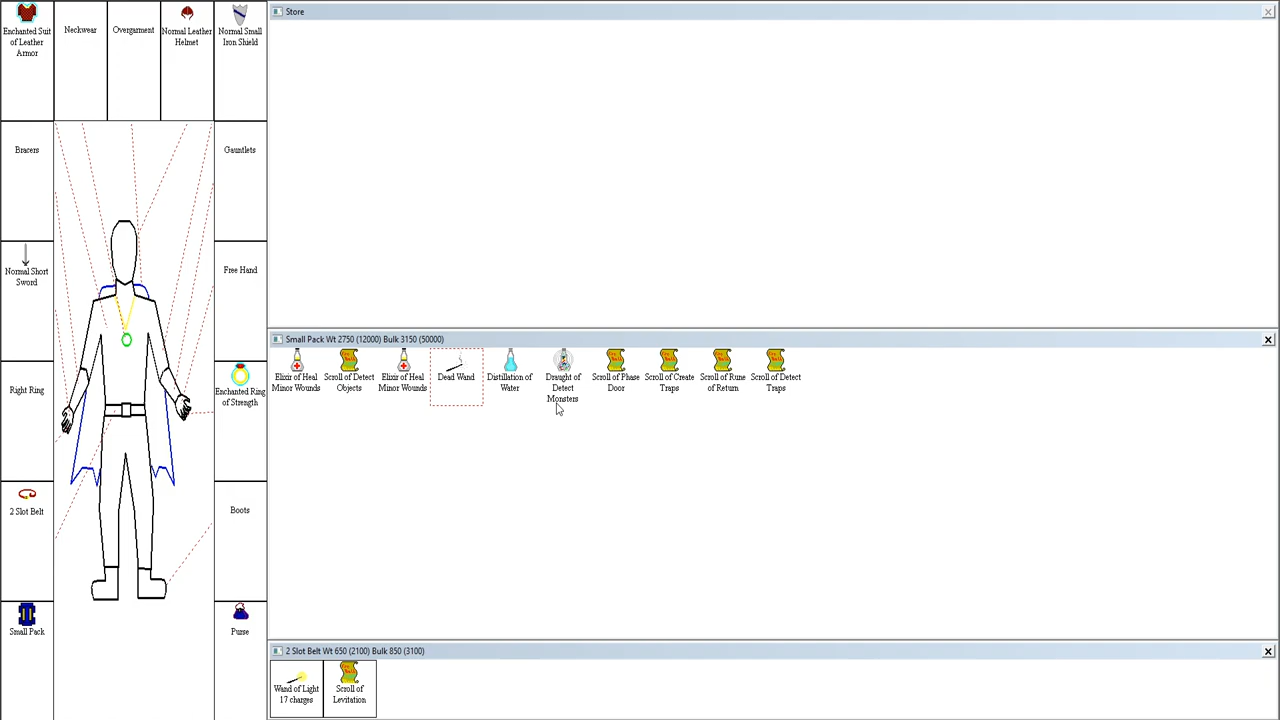 Enchanted Suit
of Leather
Armor
Neckwear
Overgarment
Normal Leather
Helmet
Normal Small
Iron Shield
Bracers
Gauntlets
Normal Short
Sword
Free Hand
Right Ring
Enchanted Ring
of Strength
2 Slot Belt
Boots
Small Pack
Purse
Store
Small Pack Wt 2750 (12000) Bulk 3150 (50000)
Elixir of Heal
Minor Wounds
Scroll of Detect
Objects
Elixir of Heal
Minor Wounds
Dead Wand
Distillation of
Water
Draught of
Detect
Monsters
Scroll of Phase
Door
Scroll of Create
Traps
Scroll of Rune
of Return
Scroll of Detect
Traps
2 Slot Belt Wt 650 (2100) Bulk 850 (3100)
Wand of Light
17 charges
Scroll of
Levitation